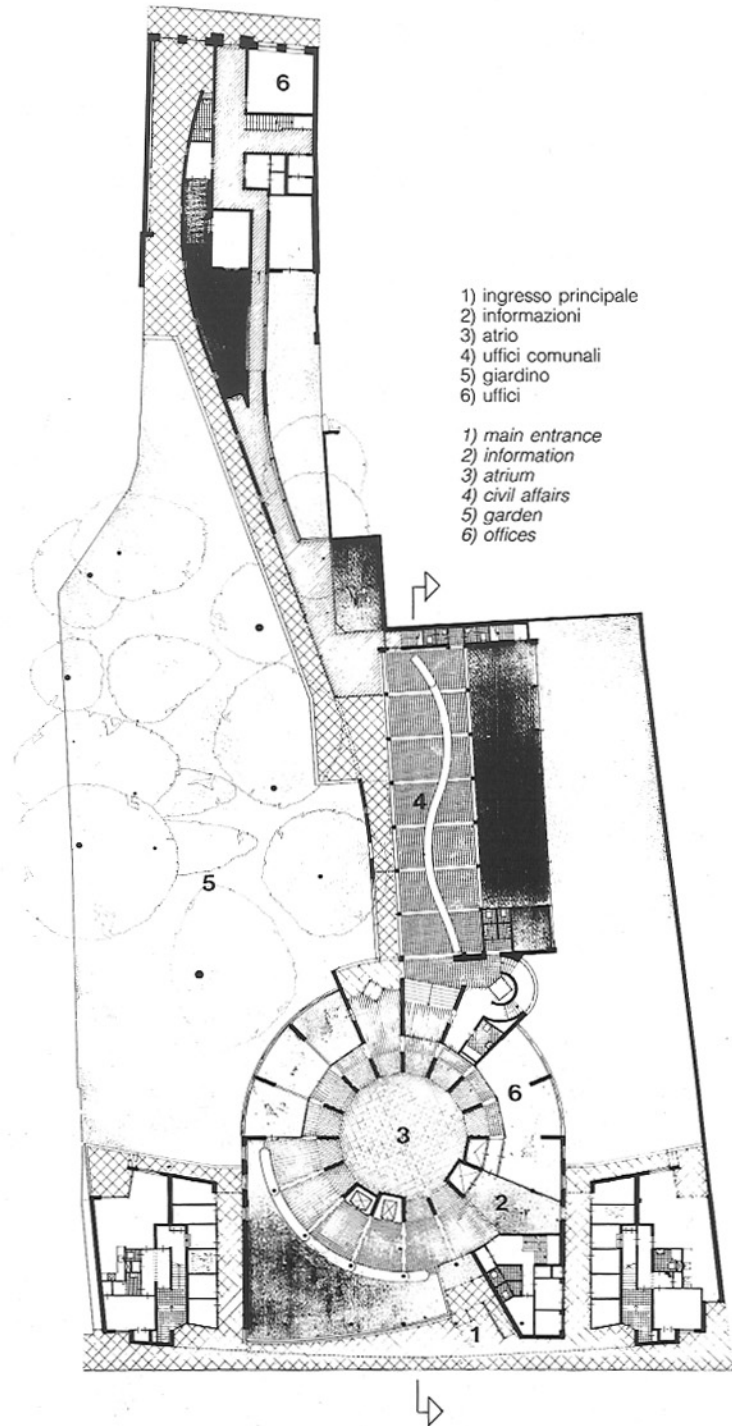 6
1) ingresso principale
2) informazioni
3) atrio
4) uffici comunali
5) giardino
6) uffici
1) main entrance
2) information
3) atrium
4) civil affairs
5) garden
6) offices
4
5
6
3
2
1